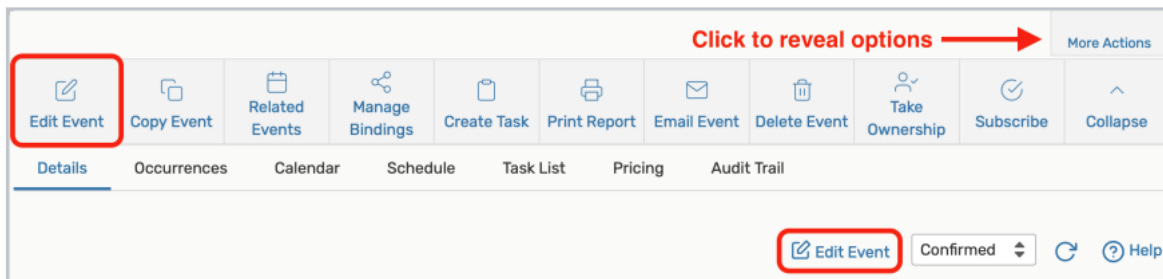 Click to reveal options
More Actions
Edit Event
Copy Event
Related
Events
Manage
Bindings
Create Task
Print Report
Email Event
Delete Event
Take
Ownership
Subscribe
Collapse
Details
Occurrences
Calendar
Schedule
Task List
Pricing
Audit Trail
Edit Event
Confirmed
Help